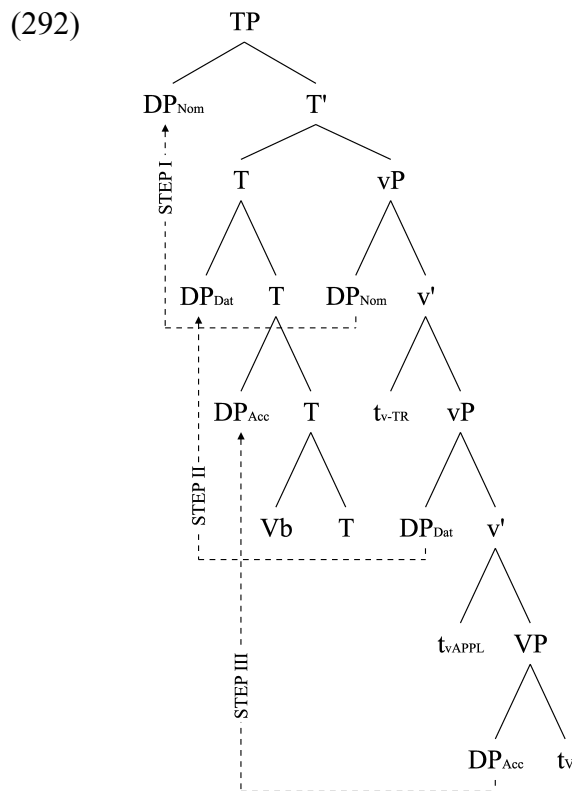 (292)
TP
DPNom T'
T vP
STEP I
DPDat T DPNom v'
DPAcc T tv-TR vP
STEP II
Vb T DPDat v'
tvAPPL VP
STEP III
DPAcc tV